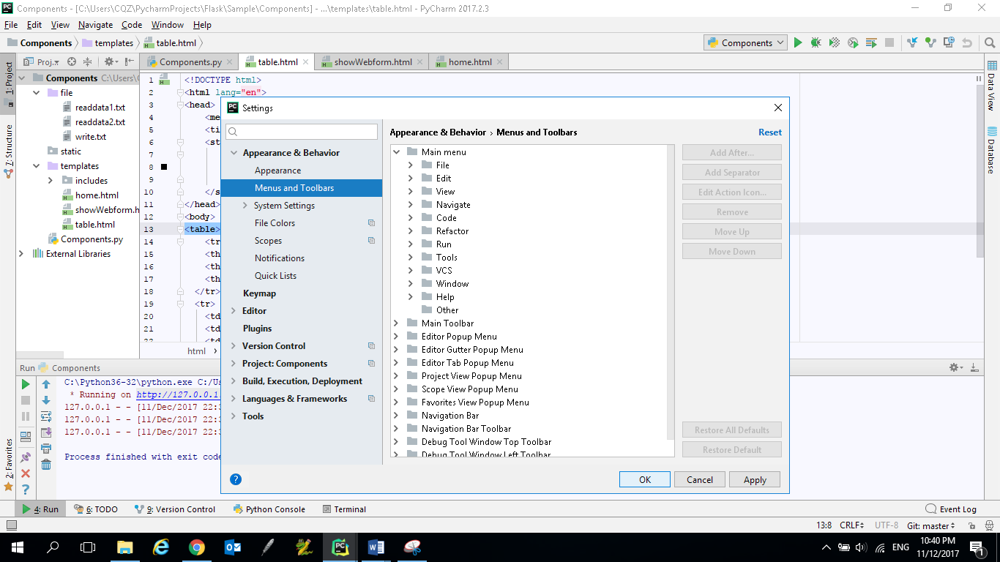 Components - [C:\Users\CQZ\PycharmProjects\Flask\Sample\Components] - ...\templates\table.html - PyCharm 2017.2.3
File Edit View Navigate Code Window Help
Components templates table.html Components
1: Project
Proj.
Components.py table.html showWebform.html home.html
Components C:\Users\
file
readdata1.txt
readdata2.txt
write.txt
static
templates
includes
home.html
showWebform.h
table.html
Components.py
External Libraries
7: Structure
2: Favorites
1 <!DOCTYPE html>
2 <html lang="en">
3 <head>
4 <me
5 <ti
6 <st
7
8
9
10 </s
11 </head>
12 <body>
13 <table>
14 <tr
15 <th
16 <th
17 <th
18 </tr>
19 <tr>
20 <td
21 <td
22 <td
html
Data View
Database
Settings
Appearance & Behavior
Appearance
Menus and Toolbars
System Settings
File Colors
Scopes
Notifications
Quick Lists
Keymap
Editor
Plugins
Version Control
Project: Components
Build, Execution, Deployment
Languages & Frameworks
Tools
Appearance & Behavior › Menus and Toolbars
Reset
Main menu
File
Edit
View
Navigate
Code
Refactor
Run
Tools
VCS
Window
Help
Other
Main Toolbar
Editor Popup Menu
Editor Gutter Popup Menu
Editor Tab Popup Menu
Project View Popup Menu
Scope View Popup Menu
Favorites View Popup Menu
Navigation Bar
Navigation Bar Toolbar
Debug Tool Window Top Toolbar
Debug Tool Window Left Toolbar
Add After...
Add Separator
Edit Action Icon...
Remove
Move Up
Move Down
Restore All Defaults
Restore Default
?
OK Cancel Apply
Run Components
C:\Python36-32\python.exe C:/Us
* Running on http://127.0.0.1
127.0.0.1 - - [11/Dec/2017 22:3
127.0.0.1 - - [11/Dec/2017 22:3
127.0.0.1 - - [11/Dec/2017 22:3
Process finished with exit code
4: Run 6: TODO 9: Version Control Python Console Terminal Event Log
13:8 CRLF UTF-8 Git: master
ENG 10:40 PM
11/12/2017
1